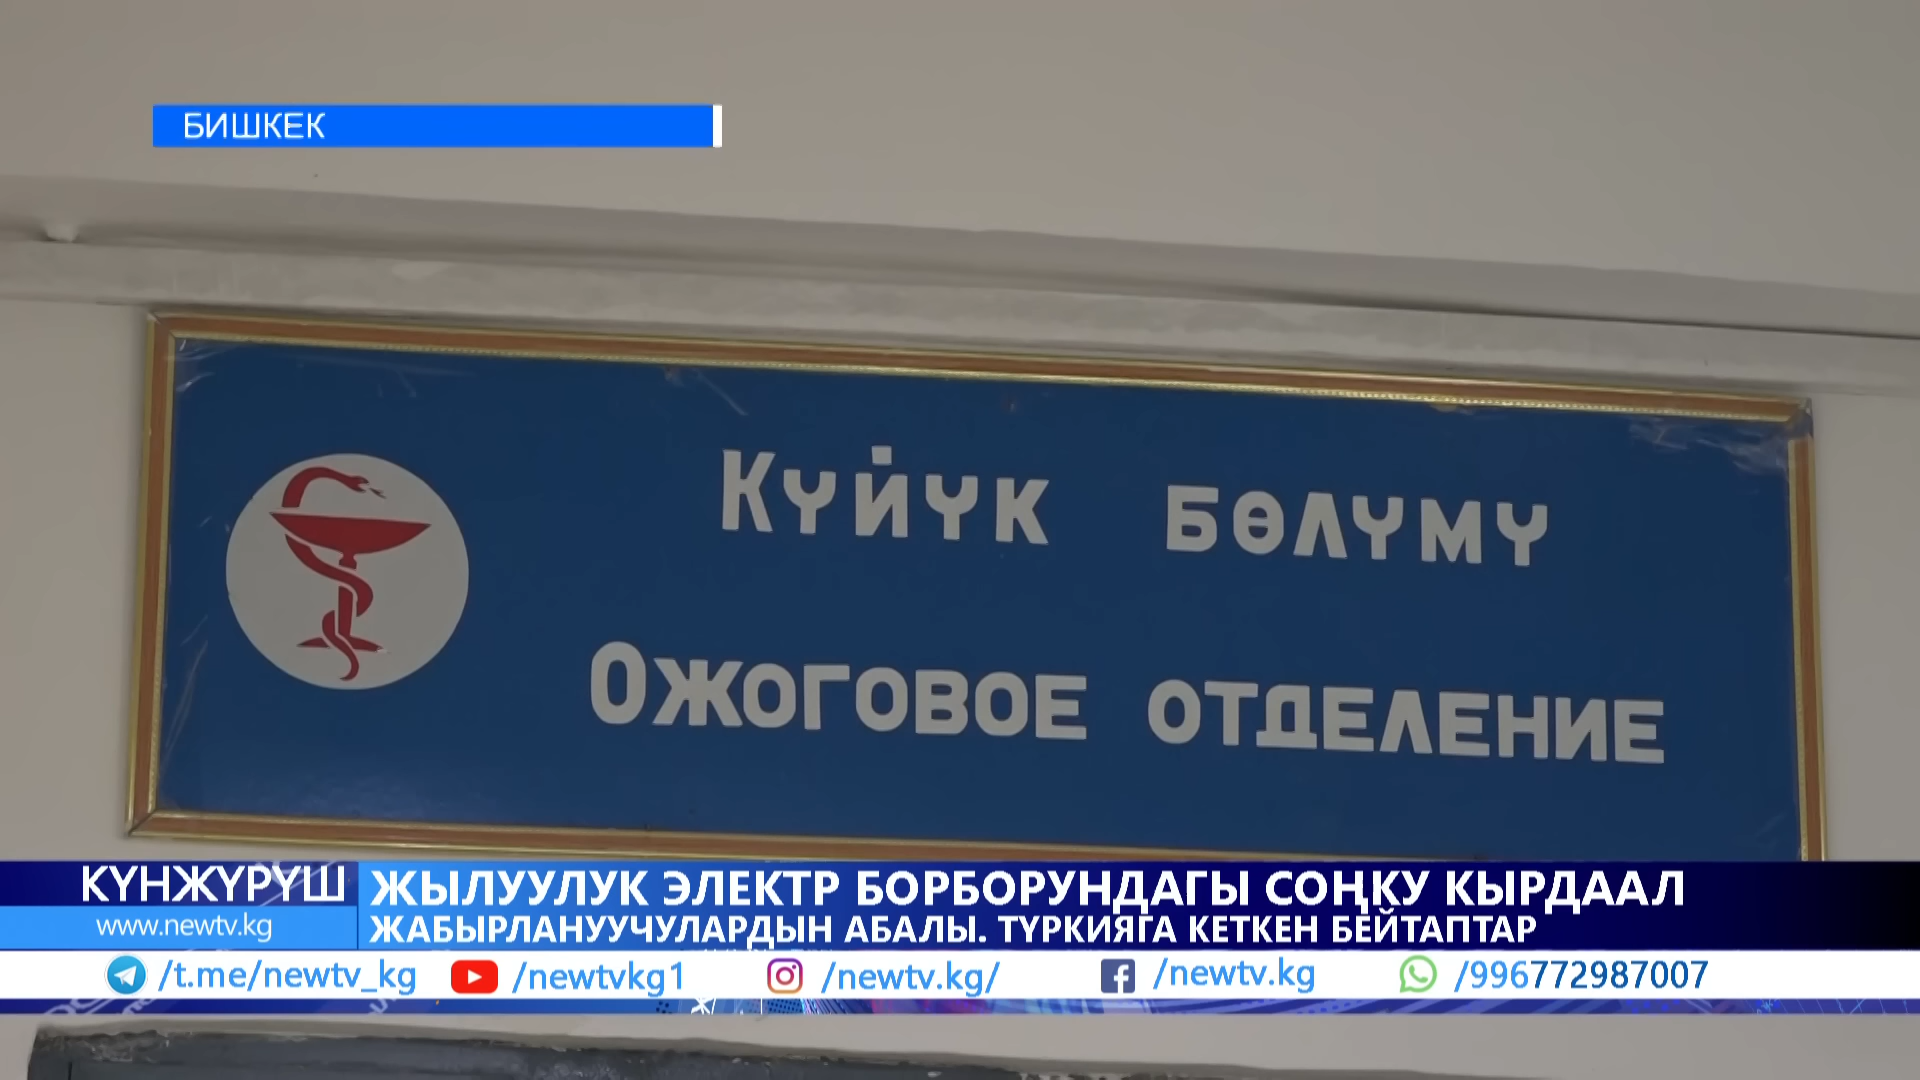 БИШКЕК
КҮЙҮК БӨЛҮМҮ
ОЖОГОВОЕ ОТДЕЛЕНИЕ
КҮНЖҮРҮШ
www.newtv.kg
ЖЫЛУУЛУК ЭЛЕКТР БОРБОРУНДАГЫ СОҢКУ КЫРДААЛ
ЖАБЫРЛАНУУЧУЛАРДЫН АБАЛЫ. ТҮРКИЯГА КЕТКЕН БЕЙТАПТАР
/t.me/newtv_kg /newtvkg1 /newtv.kg/ /newtv.kg /996772987007